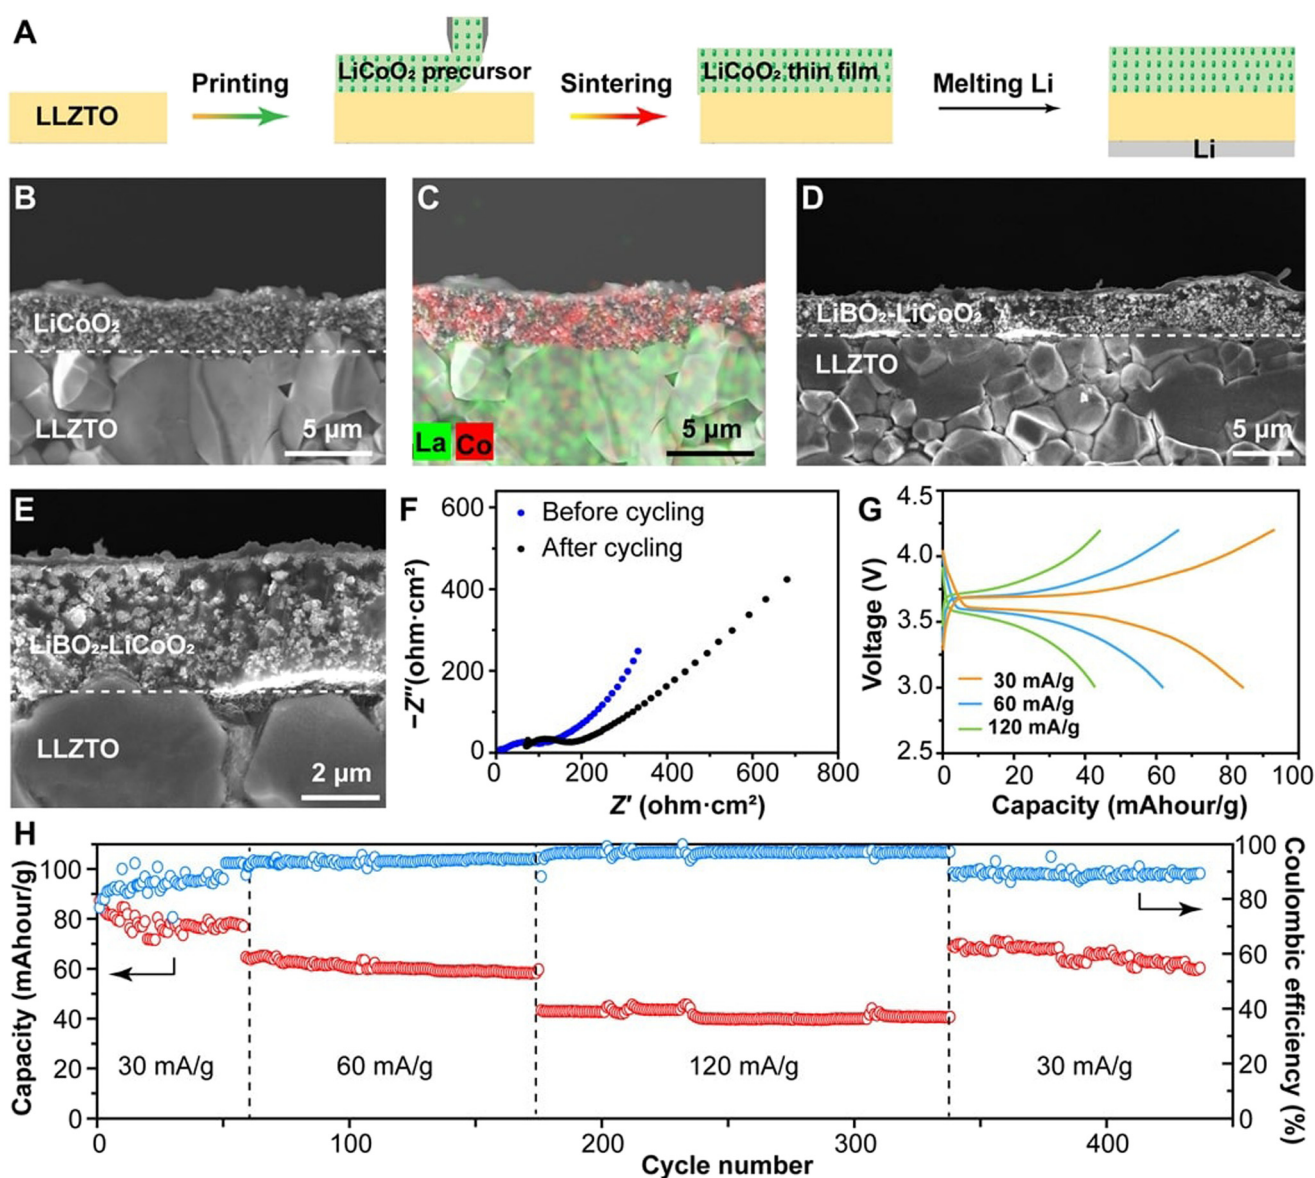 A
LLZTO
Printing
LiCoO₂ precursor
Sintering
LiCoO₂ thin film
Melting Li
Li
B
LiCoO₂
LLZTO
5 μm
C
La Co
5 μm
D
LiBO₂-LiCoO₂
LLZTO
5 μm
E
LiBO₂-LiCoO₂
LLZTO
2 μm
F
600
400
200
0
0 200 400 600 800
−Z″(ohm·cm²)
Z′ (ohm·cm²)
Before cycling
After cycling
G
4.5
4.0
3.5
3.0
2.5
0 20 40 60 80 100
Voltage (V)
Capacity (mAhour/g)
30 mA/g
60 mA/g
120 mA/g
H
Capacity (mAhour/g)
100
80
60
40
20
0
30 mA/g
60 mA/g
120 mA/g
30 mA/g
100
80
60
40
20
0
Coulombic efficiency (%)
0 100 200 300 400
Cycle number